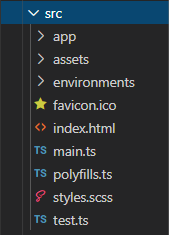 src
app
assets
environments
favicon.ico
index.html
TS main.ts
TS polyfills.ts
styles.scss
TS test.ts